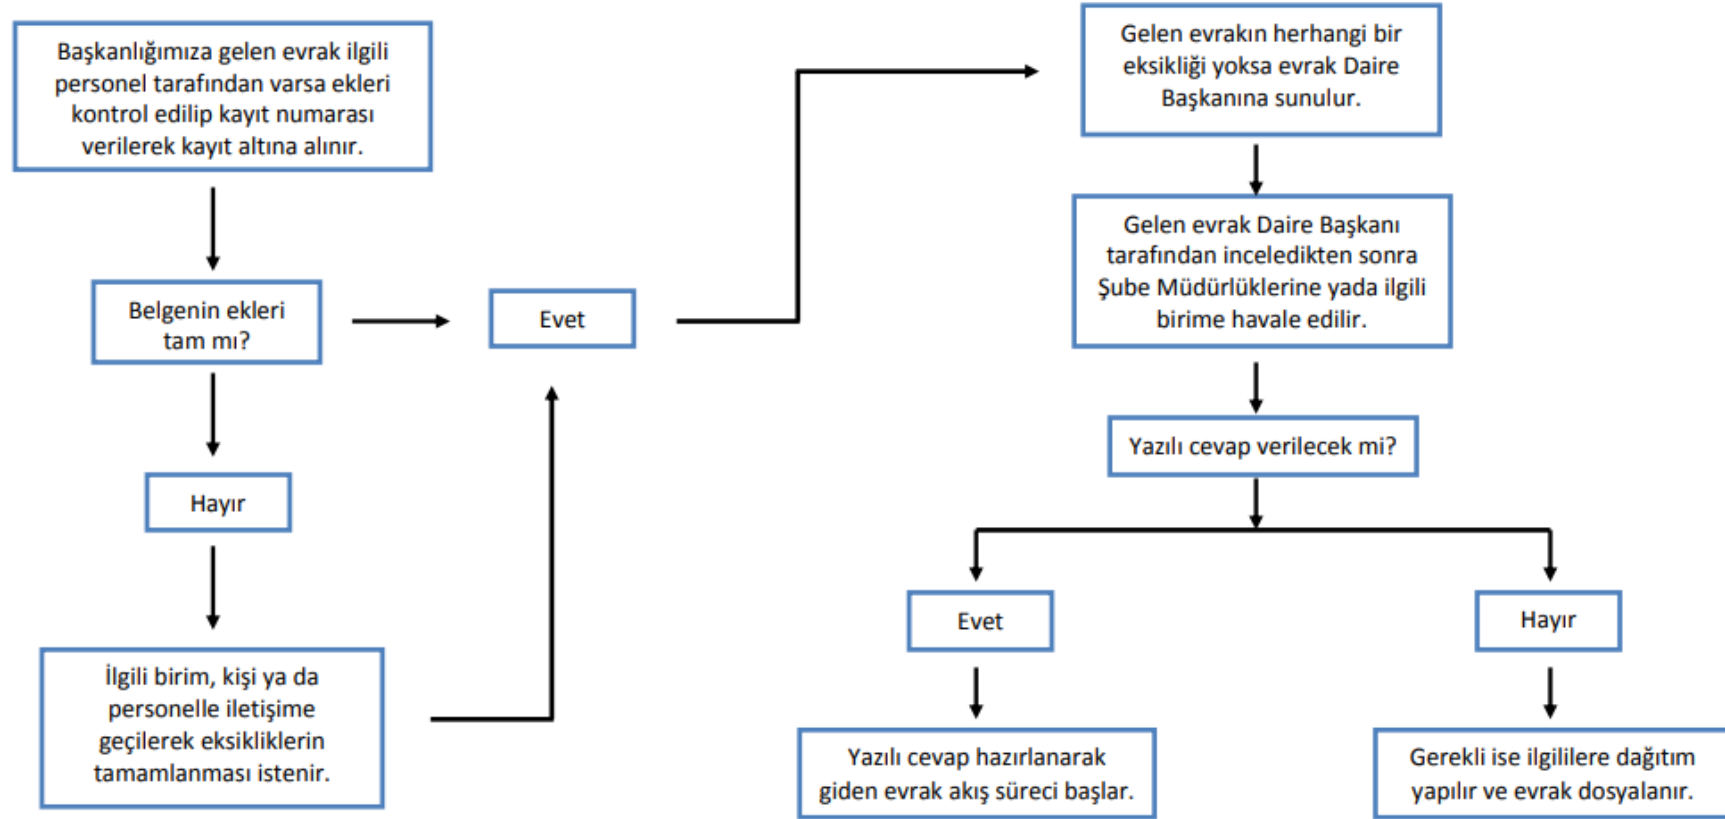 Başkanlığımıza gelen evrak ilgili
personel tarafından varsa ekleri
kontrol edilip kayıt numarası
verilerek kayıt altına alınır.
Belgenin ekleri
tam mı?
Evet
Hayır
İlgili birim, kişi ya da
personelle iletişime
geçilerek eksikliklerin
tamamlanması istenir.
Gelen evrakın herhangi bir
eksikliği yoksa evrak Daire
Başkanına sunulur.
Gelen evrak Daire Başkanı
tarafından inceledikten sonra
Şube Müdürlüklerine yada ilgili
birime havale edilir.
Yazılı cevap verilecek mi?
Evet
Yazılı cevap hazırlanarak
giden evrak akış süreci başlar.
Hayır
Gerekli ise ilgililere dağıtım
yapılır ve evrak dosyalanır.